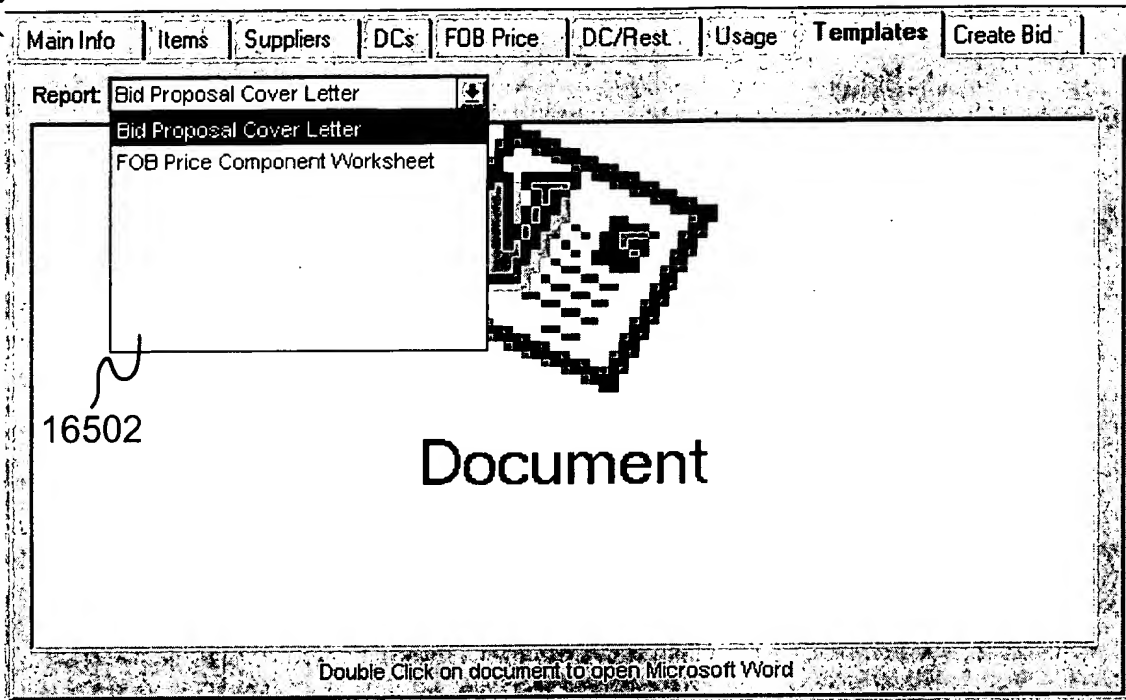 Main Info Items Suppliers DCs FOB Price DC/Rest. Usage Templates Create Bid
Report: Bid Proposal Cover Letter
Bid Proposal Cover Letter
FOB Price Component Worksheet
16502
Document
Double Click on document to open Microsoft Word